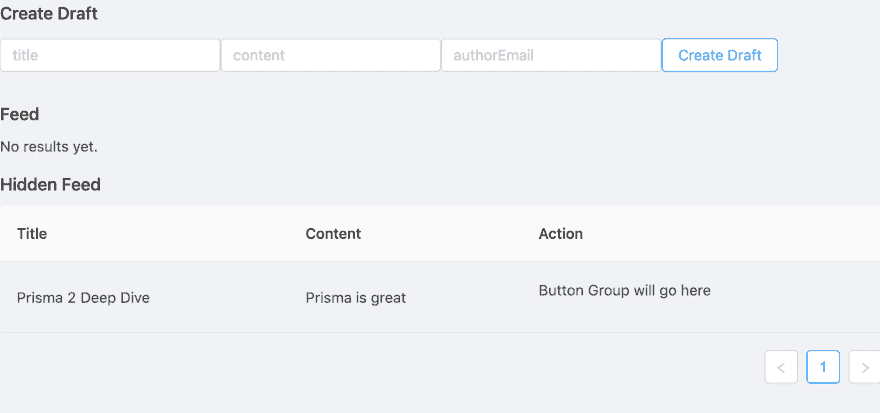 Create Draft
title content authorEmail Create Draft
Feed
No results yet.
Hidden Feed
Title Content Action
Prisma 2 Deep Dive Prisma is great Button Group will go here
< 1 >